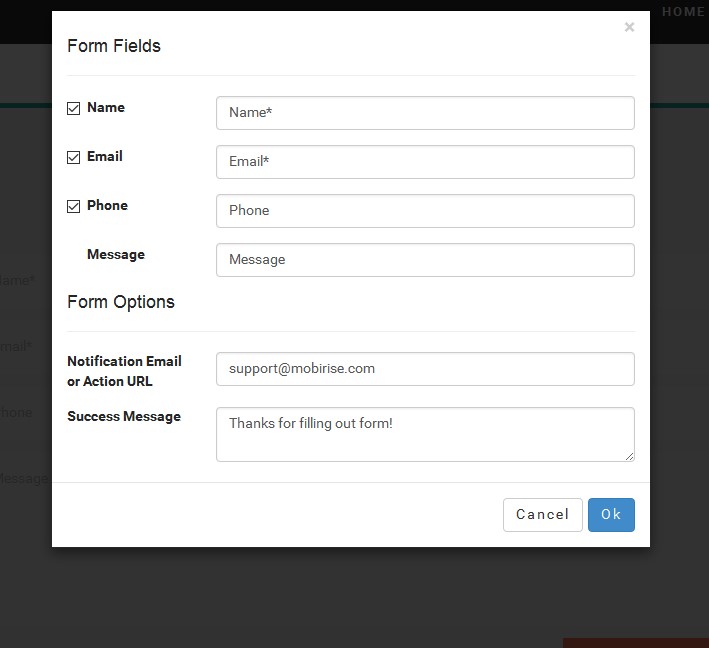 HOME
×
Form Fields
Name
Name*
Email
Email*
Phone
Phone
Message
Message
Form Options
Notification Email
or Action URL
support@mobirise.com
Success Message
Thanks for filling out form!
Cancel
Ok
ame*
mail*
hone
Message